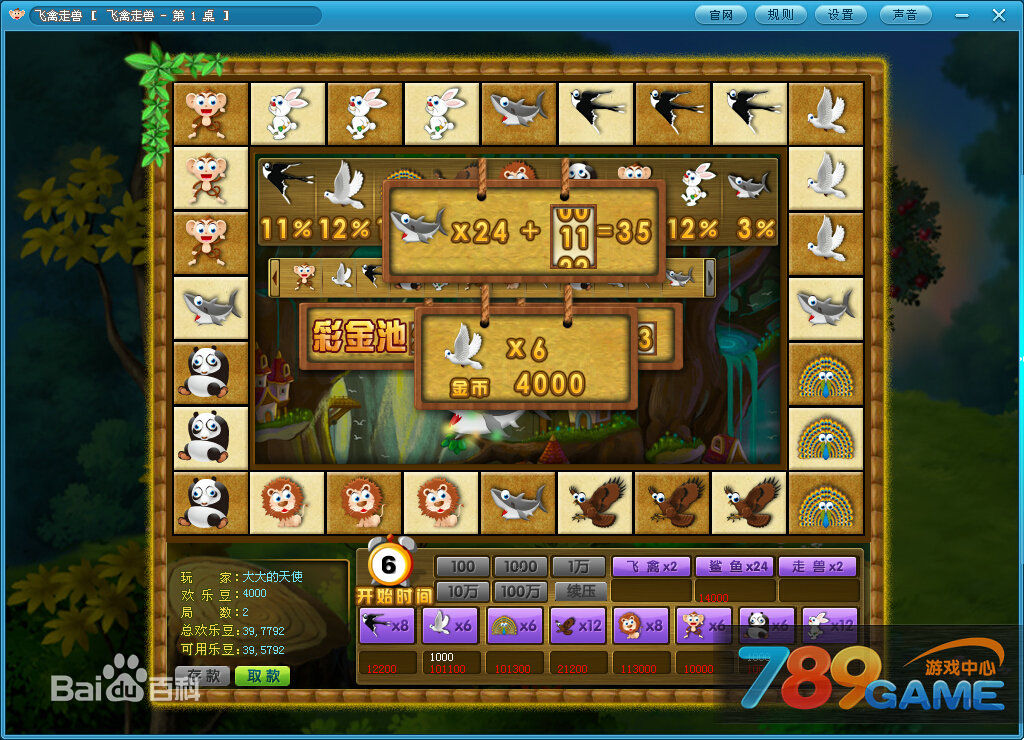 飞禽走兽 [ 飞禽走兽 - 第 1 桌 ]
官网 规则 设置 声音
11% 12% 12% 3%
x24 + 11 =35
彩金池 3
x 6
金币 4000
6
开始时间
100 1000 1万
10万 100万 续压
飞 禽 x2 鲨 鱼 x24 走 兽 x2
14000
玩 家:犬犬的天使
欢 乐 豆:4000
局 数:2
总欢乐豆:39,7792
可用乐豆:39,5792
存 款 取 款
x8 x6 x6 x12 x8 x6 x6 x12
1000 1000
12200 101100 101300 21200 113000 10000
Baidu百科
789GAME
游戏中心